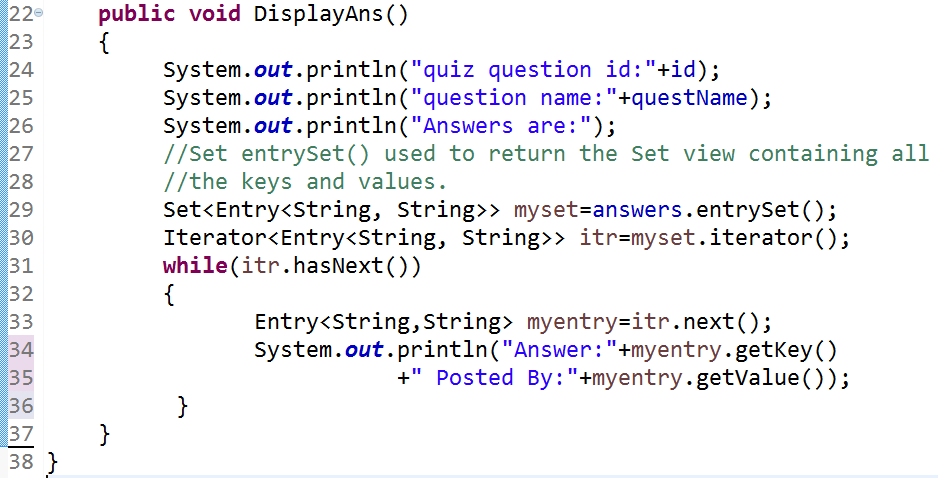 22 public void DisplayAns()
23 {
24 System.out.println("quiz question id:"+id);
25 System.out.println("question name:"+questName);
26 System.out.println("Answers are:");
27 //Set entrySet() used to return the Set view containing all
28 //the keys and values.
29 Set<Entry<String, String>> myset=answers.entrySet();
30 Iterator<Entry<String, String>> itr=myset.iterator();
31 while(itr.hasNext())
32 {
33 Entry<String,String> myentry=itr.next();
34 System.out.println("Answer:"+myentry.getKey()
35 +" Posted By:"+myentry.getValue());
36 }
37 }
38 }